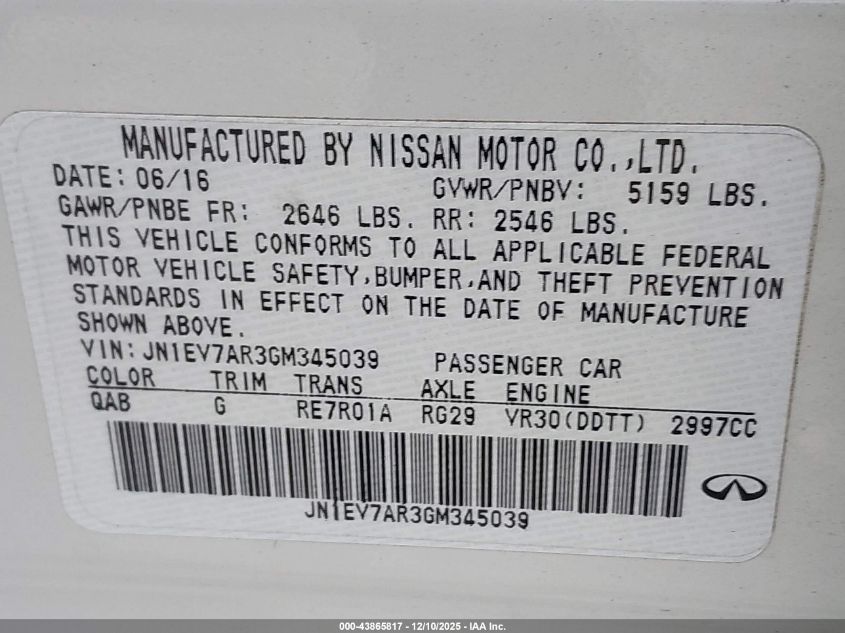 MANUFACTURED BY NISSAN MOTOR CO.,LTD.
DATE: 06/16 GVWR/PNBV: 5159 LBS.
GAWR/PNBE FR: 2646 LBS. RR: 2546 LBS.
THIS VEHICLE CONFORMS TO ALL APPLICABLE FEDERAL
MOTOR VEHICLE SAFETY,BUMPER,AND THEFT PREVENTION
STANDARDS IN EFFECT ON THE DATE OF MANUFACTURE
SHOWN ABOVE.
VIN: JN1EV7AR3GM345039 PASSENGER CAR
COLOR TRIM TRANS AXLE ENGINE
QAB G RE7R01A RG29 VR30(DDTT) 2997CC
JN1EV7AR3GM345039
000-43865817 - 12/10/2025 - IAA Inc.